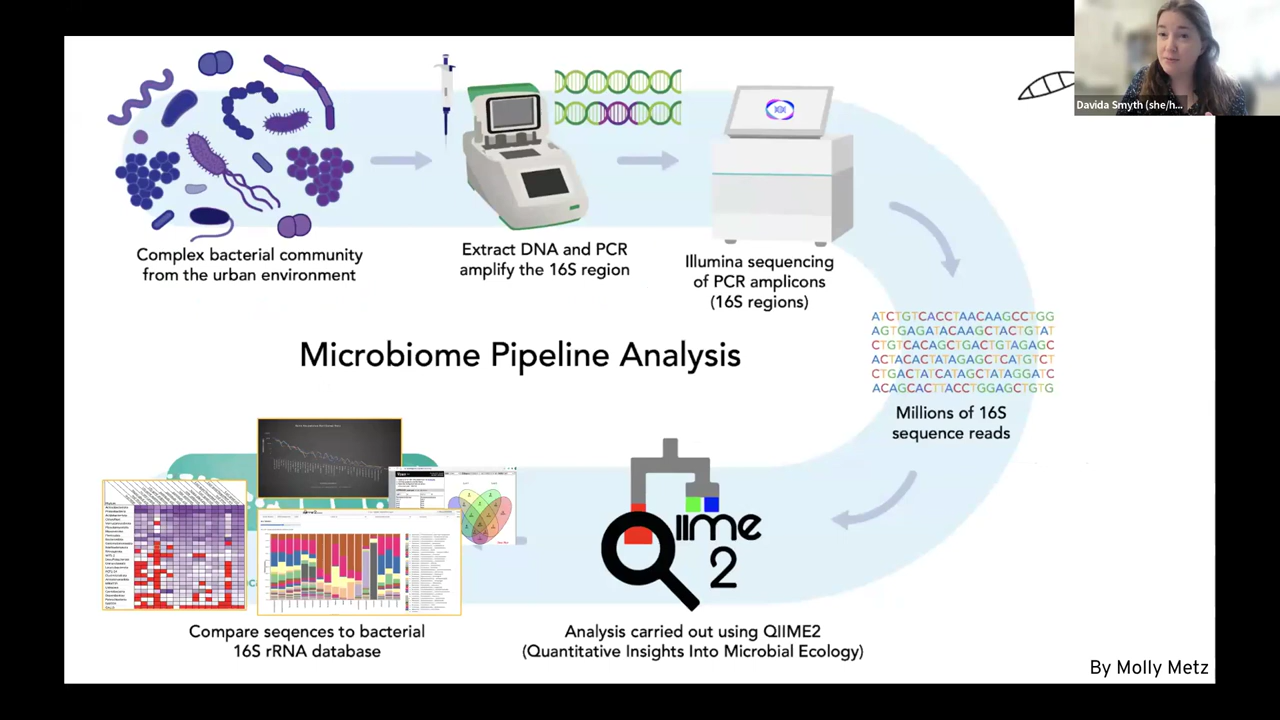 Davida Smyth (she/h...
Complex bacterial community
from the urban environment
Extract DNA and PCR
amplify the 16S region
Illumina sequencing
of PCR amplicons
(16S regions)
ATCTGTCACCTAACAAGCCTGG
AGTGAGATACAAGCTACTGTAT
CTGTCACAGCTGACTGTAGAGC
ACTACACTATAGAGCTCATGTCT
CTGACTATCATAGCTATAGGATC
ACAGCACTTACCTGGAGCTGTG
Microbiome Pipeline Analysis
Millions of 16S
sequence reads
QIIME
2
Compare seqences to bacterial
16S rRNA database
Analysis carried out using QIIME2
(Quantitative Insights Into Microbial Ecology)
By Molly Metz